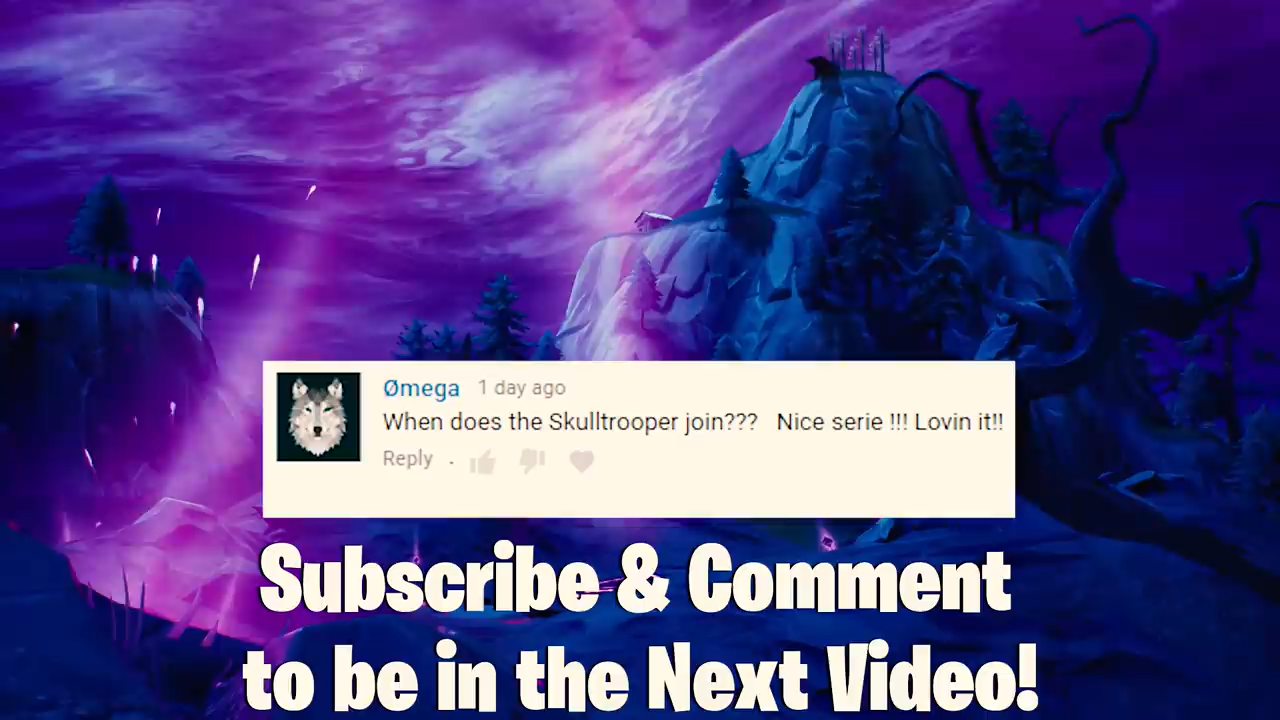 Ømega 1 day ago
When does the Skulltrooper join??? Nice serie !!! Lovin it!!
Reply .
Subscribe & Comment
to be in the Next Video!